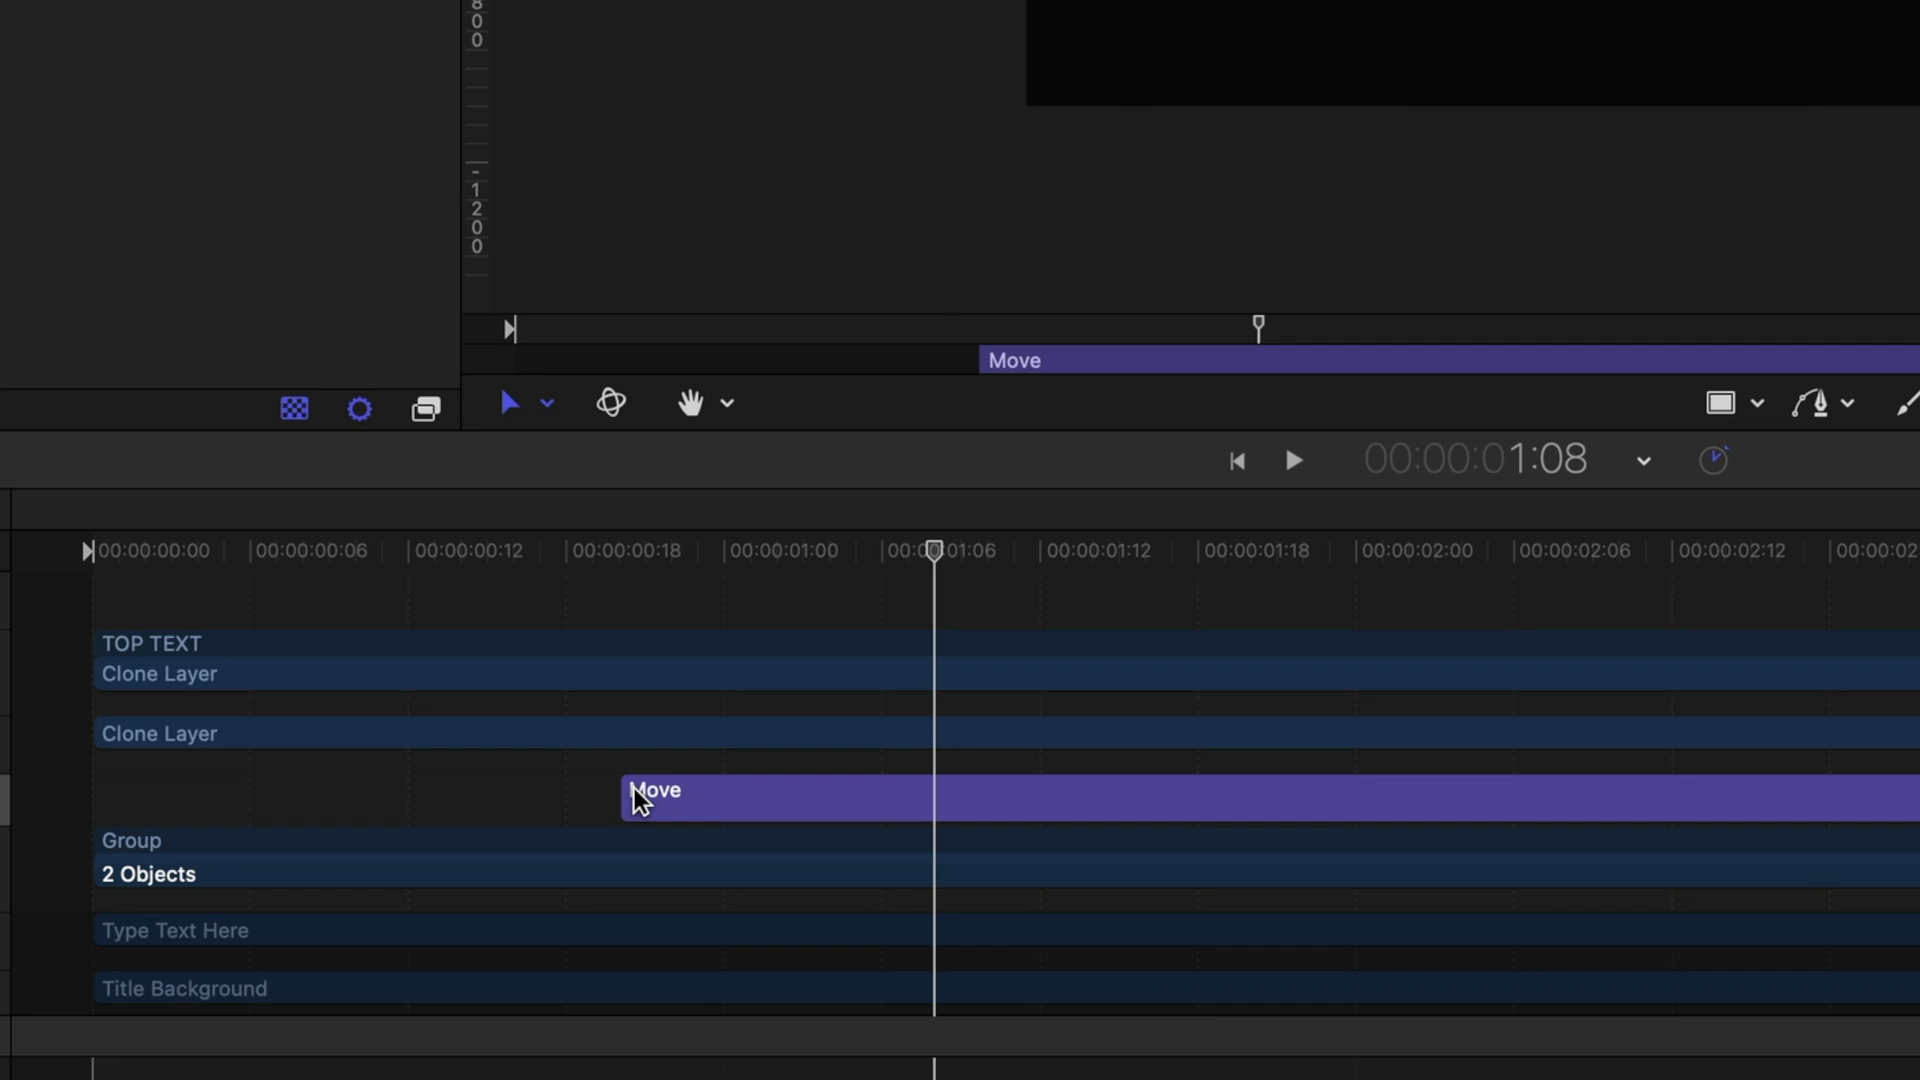 800
-1200
Move
00:00:01:08
00:00:00:00 00:00:00:06 00:00:00:12 00:00:00:18 00:00:01:00 00:00:01:06 00:00:01:12 00:00:01:18 00:00:02:00 00:00:02:06 00:00:02:12 00:00:02
TOP TEXT
Clone Layer
Clone Layer
Move
Group
2 Objects
Type Text Here
Title Background